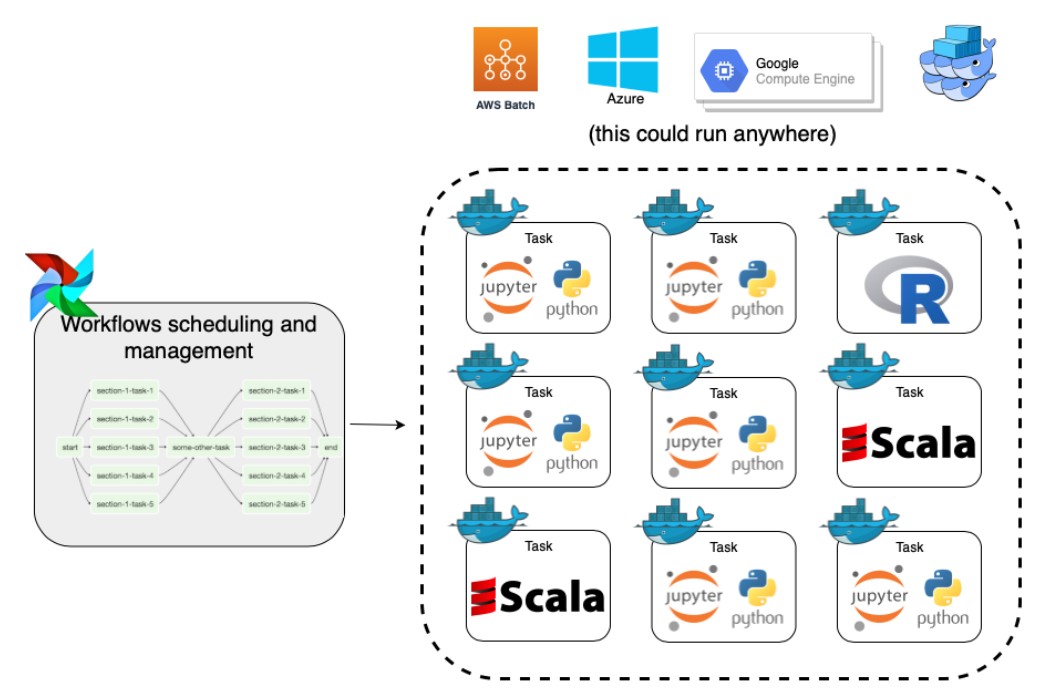 AWS Batch
Azure
Google
Compute Engine
(this could run anywhere)
Workflows scheduling and
management
start
section-1-task-1
section-1-task-2
section-1-task-3
section-1-task-4
section-1-task-5
some-other-task
section-2-task-1
section-2-task-2
section-2-task-3
section-2-task-4
section-2-task-5
end
Task
jupyter
python
Task
jupyter
python
Task
R
Task
jupyter
python
Task
jupyter
python
Task
Scala
Task
Scala
Task
jupyter
python
Task
jupyter
python